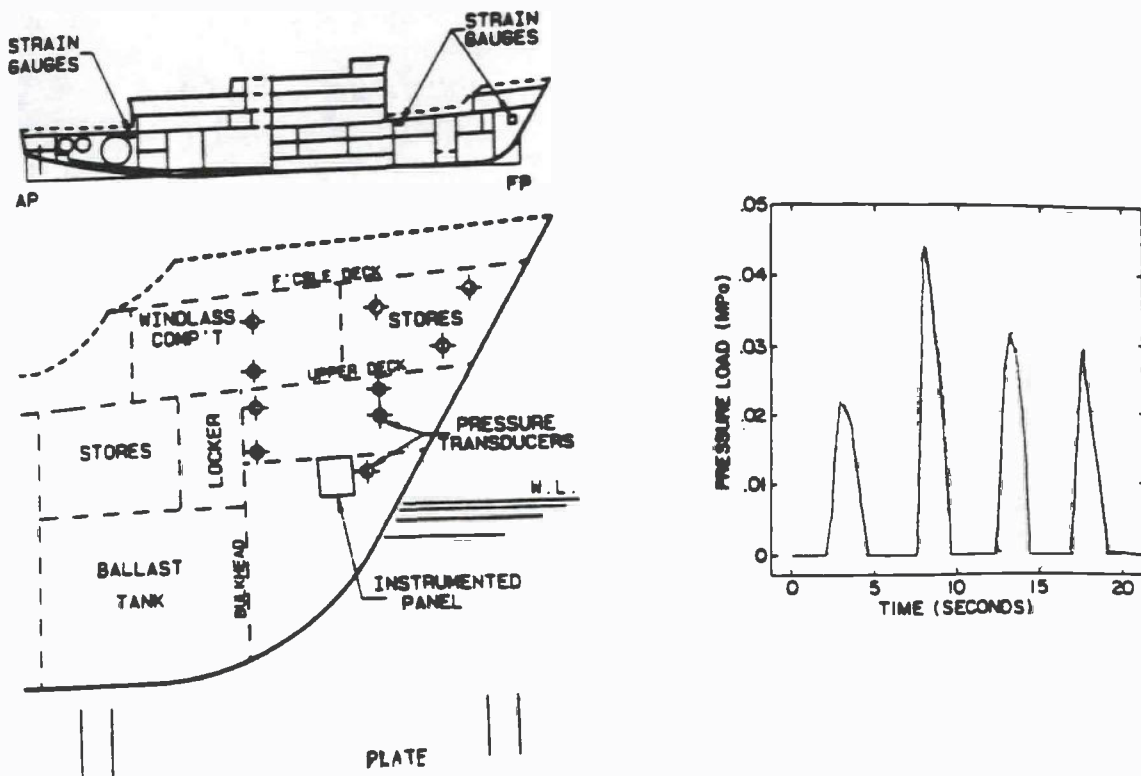 STRAIN
GAUGES
STRAIN
GAUGES
AP
FP
F'CSLE DECK
WINDLASS
COMP'T
STORES
UPPER DECK
STORES
LOCKER
PRESSURE
TRANSDUCERS
W.L.
BALLAST
TANK
BULKHEAD
INSTRUMENTED
PANEL
PLATE
PRESSURE LOAD (MPa)
.05
.04
.03
.02
.01
0
0 5 10 15 20
TIME (SECONDS)